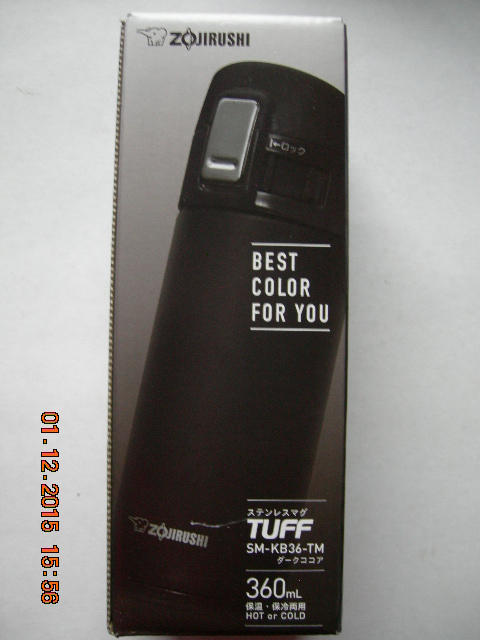 ZOJIRUSHI
←ロック
BEST
COLOR
FOR YOU
ステンレスマグ
TUFF
SM-KB36-TM
ダークココア
360mL
保温・保冷両用
HOT or COLD
ZOJIRUSHI
01.12.2015 15:56